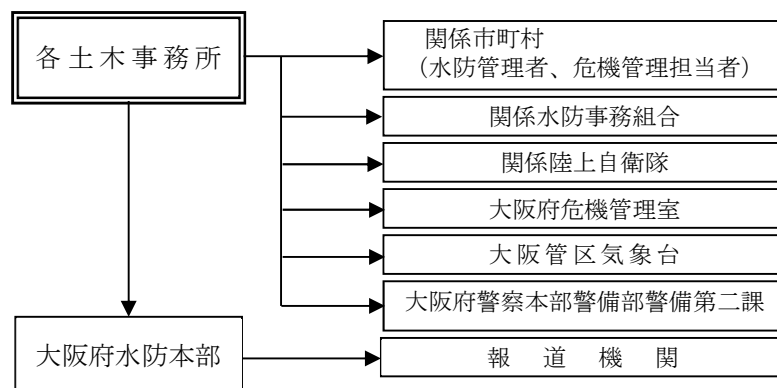 各土木事務所
関係市町村
（水防管理者、危機管理担当者）
関係水防事務組合
関係陸上自衛隊
大阪府危機管理室
大阪管区気象台
大阪府警察本部警備部警備第二課
大阪府水防本部
報道機関